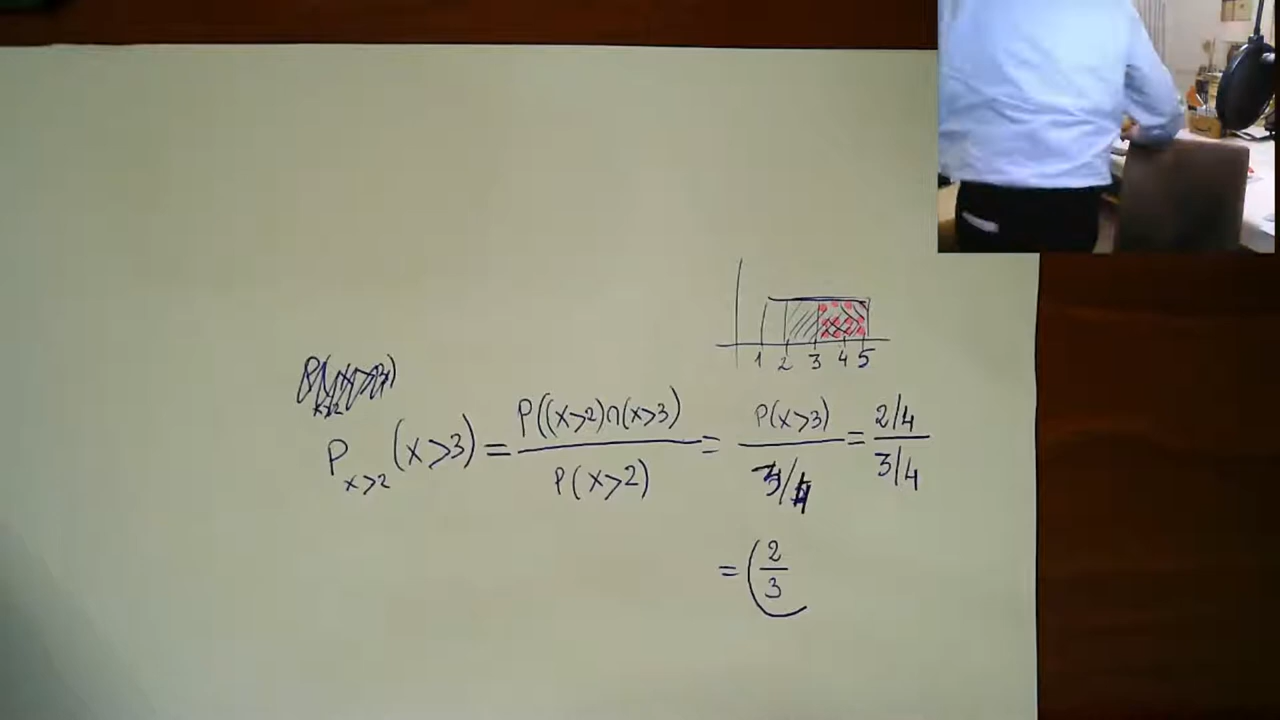 1 2 3 4 5
P x>2 (x>3) = P((x>2)∩(x>3)) / P(x>2) = P(x>3) / 3/4 = 2/4 / 3/4
= 2/3